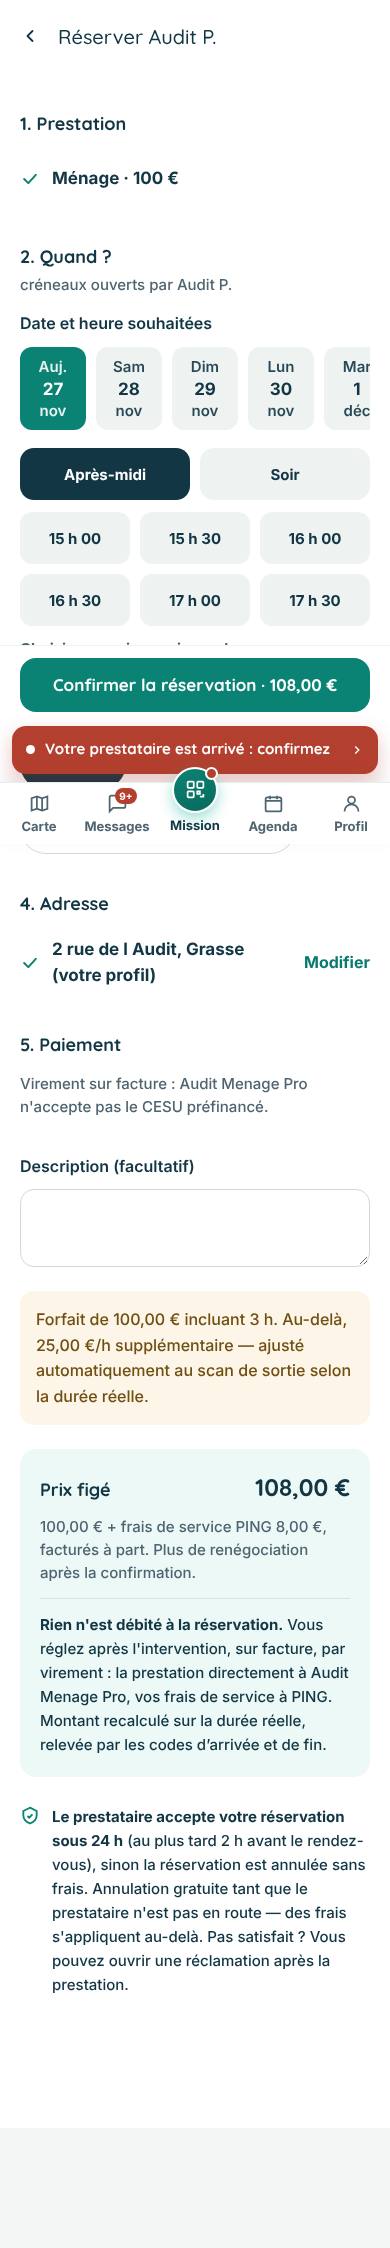 Réserver Audit P.
1. Prestation
Ménage · 100 €
2. Quand ?
créneaux ouverts par Audit P.
Date et heure souhaitées
Auj. Sam Dim Lun Mar
27 28 29 30 1
nov nov nov nov déc
Après-midi Soir
15 h 00 15 h 30 16 h 00
16 h 30 17 h 00 17 h 30
Confirmer la réservation · 108,00 €
Votre prestataire est arrivé : confirmez
9+
Carte Messages Mission Agenda Profil
4. Adresse
2 rue de l Audit, Grasse
(votre profil)
Modifier
5. Paiement
Virement sur facture : Audit Menage Pro
n'accepte pas le CESU préfinancé.
Description (facultatif)
Forfait de 100,00 € incluant 3 h. Au-delà,
25,00 €/h supplémentaire — ajusté
automatiquement au scan de sortie selon
la durée réelle.
Prix figé 108,00 €
100,00 € + frais de service PING 8,00 €,
facturés à part. Plus de renégociation
après la confirmation.
Rien n'est débité à la réservation. Vous
réglez après l'intervention, sur facture, par
virement : la prestation directement à Audit
Menage Pro, vos frais de service à PING.
Montant recalculé sur la durée réelle,
relevée par les codes d’arrivée et de fin.
Le prestataire accepte votre réservation
sous 24 h (au plus tard 2 h avant le rendez-
vous), sinon la réservation est annulée sans
frais. Annulation gratuite tant que le
prestataire n'est pas en route — des frais
s'appliquent au-delà. Pas satisfait ? Vous
pouvez ouvrir une réclamation après la
prestation.